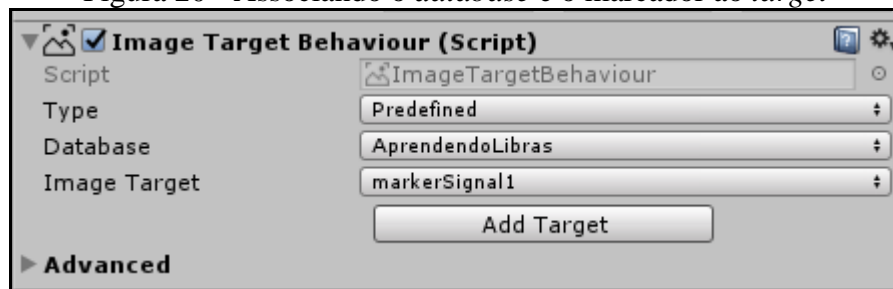 Figura 20 - Associando o database e o marcador ao target
Image Target Behaviour (Script)
Script ImageTargetBehaviour
Type Predefined
Database AprendendoLibras
Image Target markerSignal1
Add Target
Advanced